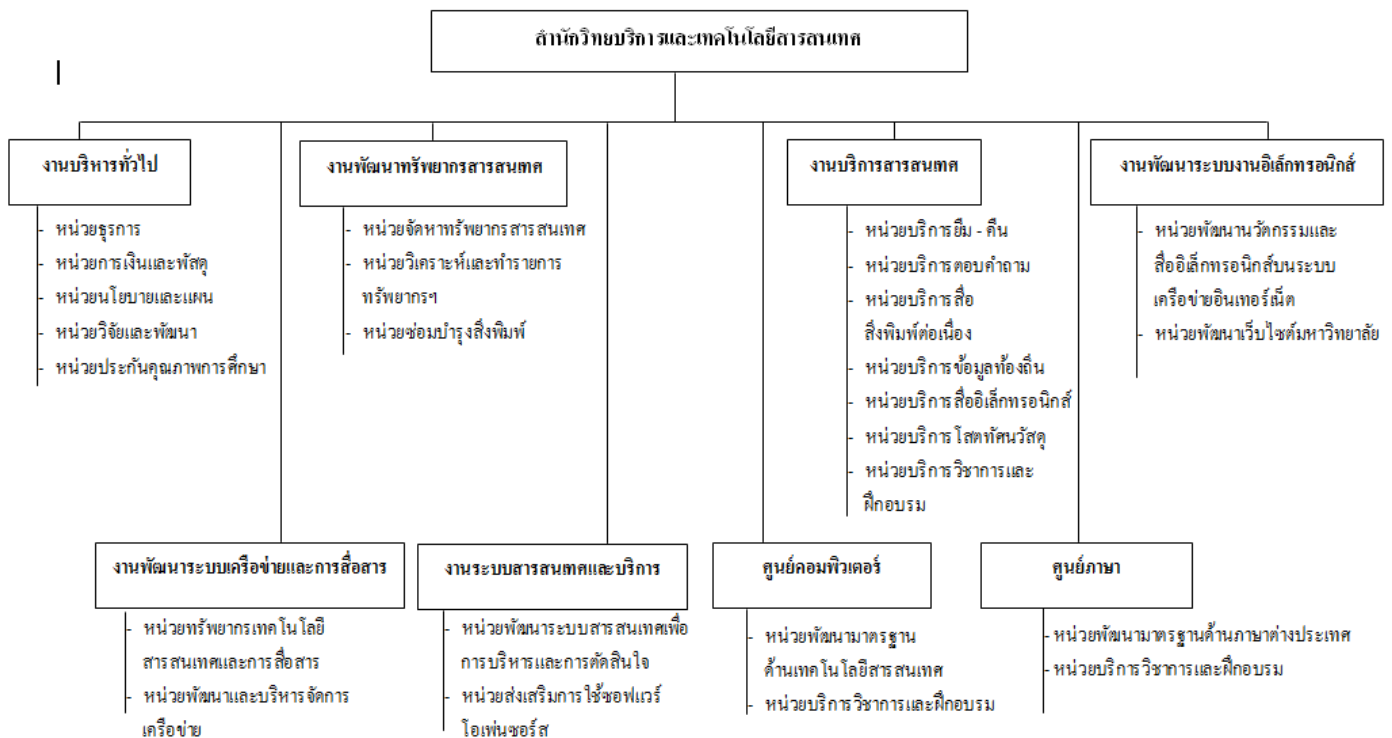 สำนักวิทยบริการและเทคโนโลยีสารสนเทศ
งานบริหารทั่วไป
- หน่วยธุรการ
- หน่วยการเงินและพัสดุ
- หน่วยนโยบายและแผน
- หน่วยวิจัยและพัฒนา
- หน่วยประกันคุณภาพการศึกษา
งานพัฒนาทรัพยากรสารสนเทศ
- หน่วยจัดหาทรัพยากรสารสนเทศ
- หน่วยวิเคราะห์และทำรายการ
ทรัพยากรฯ
- หน่วยซ่อมบำรุงสิ่งพิมพ์
งานบริการสารสนเทศ
- หน่วยบริการยืม - คืน
- หน่วยบริการตอบคำถาม
- หน่วยบริการสื่อ
สิ่งพิมพ์ต่อเนื่อง
- หน่วยบริการข้อมูลท้องถิ่น
- หน่วยบริการสื่ออิเล็กทรอนิกส์
- หน่วยบริการโสตทัศนวัสดุ
- หน่วยบริการวิชาการและ
ฝึกอบรม
งานพัฒนาระบบงานอิเล็กทรอนิกส์
- หน่วยพัฒนานวัตกรรมและ
สื่ออิเล็กทรอนิกส์บนระบบ
เครือข่ายอินเทอร์เน็ต
- หน่วยพัฒนาเว็บไซต์มหาวิทยาลัย
งานพัฒนาระบบเครือข่ายและการสื่อสาร
- หน่วยทรัพยากรเทคโนโลยี
สารสนเทศและการสื่อสาร
- หน่วยพัฒนาและบริหารจัดการ
เครือข่าย
งานระบบสารสนเทศและบริการ
- หน่วยพัฒนาระบบสารสนเทศเพื่อ
การบริหารและการตัดสินใจ
- หน่วยส่งเสริมการใช้ซอฟแวร์
โอเพ่นซอร์ส
ศูนย์คอมพิวเตอร์
- หน่วยพัฒนามาตรฐาน
ด้านเทคโนโลยีสารสนเทศ
- หน่วยบริการวิชาการและฝึกอบรม
ศูนย์ภาษา
- หน่วยพัฒนามาตรฐานด้านภาษาต่างประเทศ
- หน่วยบริการวิชาการและฝึกอบรม